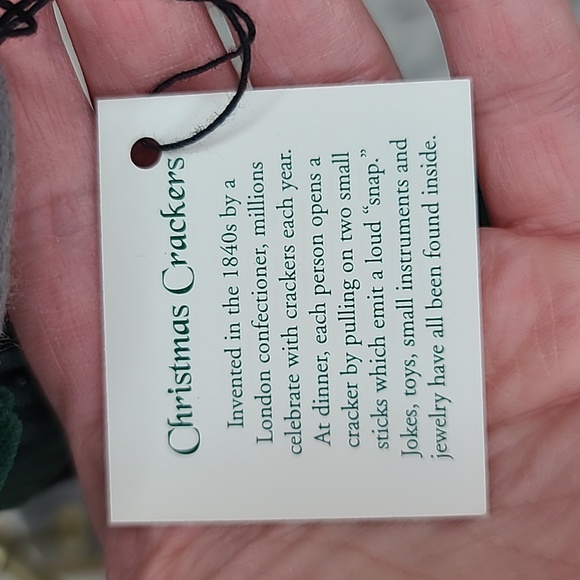 Christmas Crackers
Invented in the 1840s by a
London confectioner, millions
celebrate with crackers each year.
At dinner, each person opens a
cracker by pulling on two small
sticks which emit a loud “snap.”
Jokes, toys, small instruments and
jewelry have all been found inside.